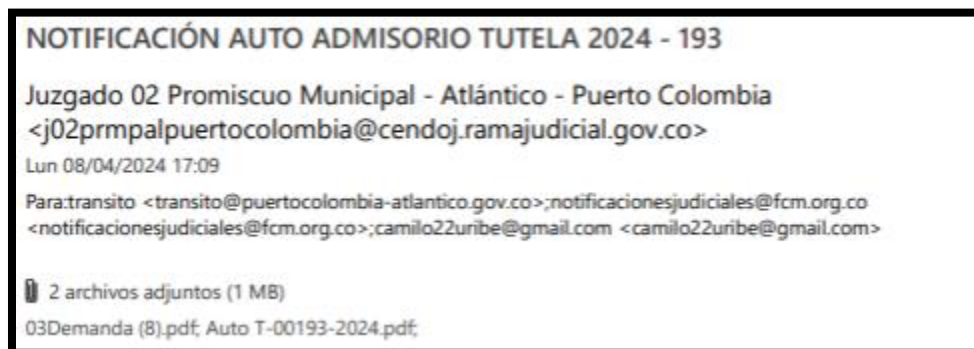 NOTIFICACIÓN AUTO ADMISORIO TUTELA 2024 - 193
Juzgado 02 Promiscuo Municipal - Atlántico - Puerto Colombia
<j02prmpalpuertocolombia@cendoj.ramajudicial.gov.co>
Lun 08/04/2024 17:09
Para:transito <transito@puertocolombia-atlantico.gov.co>;notificacionesjudiciales@fcm.org.co
<notificacionesjudiciales@fcm.org.co>;camilo22uribe@gmail.com <camilo22uribe@gmail.com>
2 archivos adjuntos (1 MB)
03Demanda (8).pdf; Auto T-00193-2024.pdf;